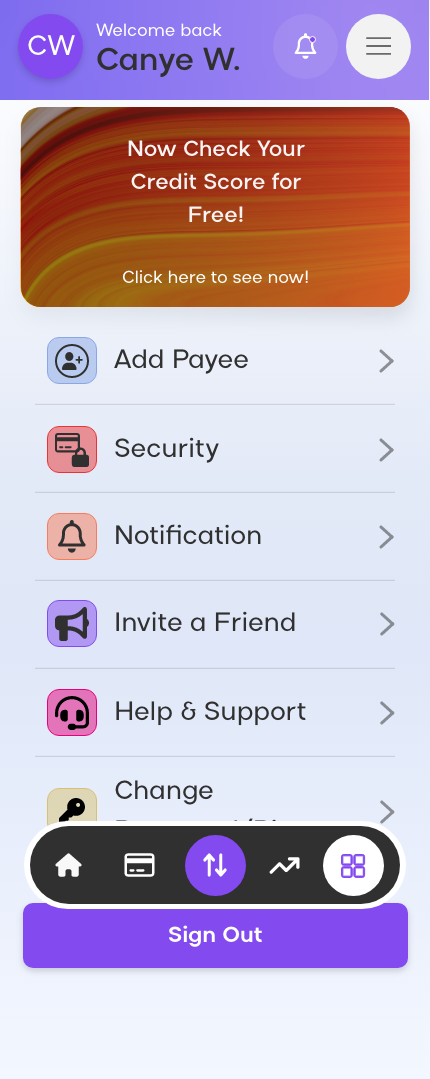 CW
Welcome back
Canye W.
Now Check Your
Credit Score for
Free!
Click here to see now!
Add Payee
Security
Notification
Invite a Friend
Help & Support
Change
Sign Out